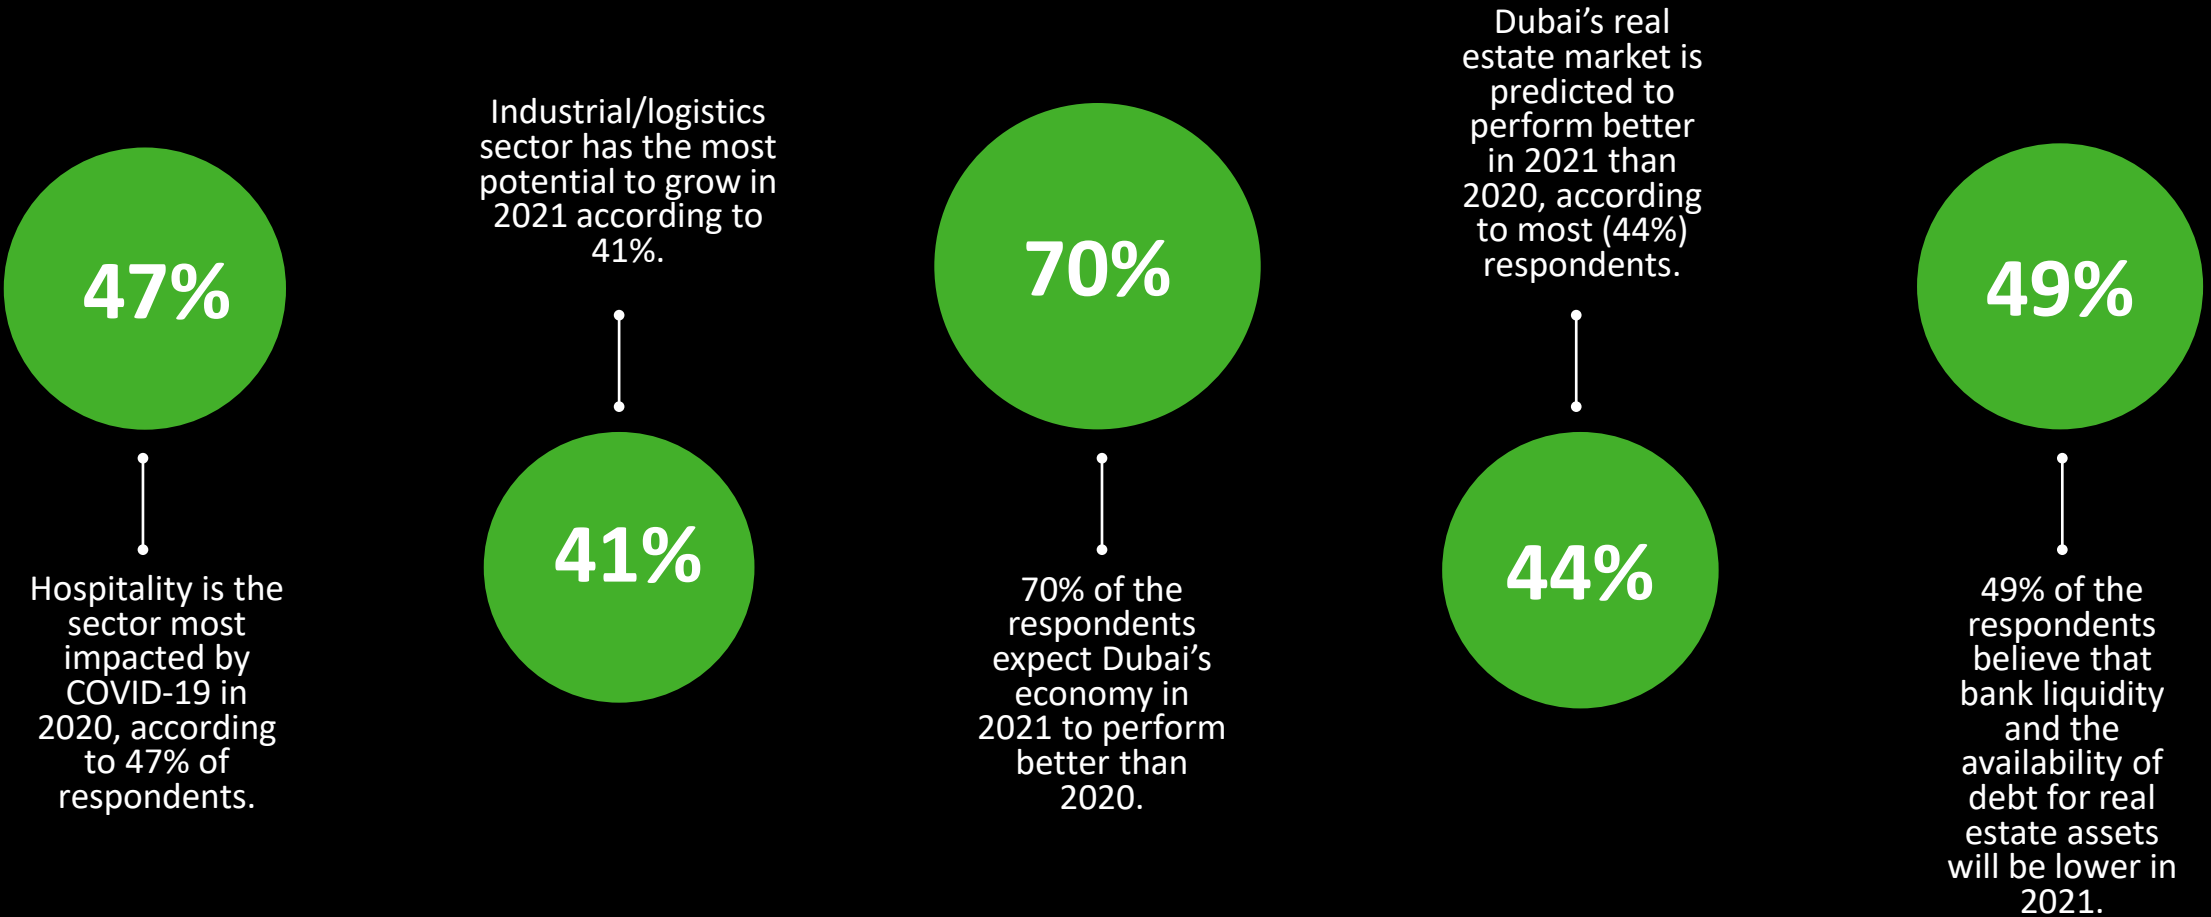 47%
Hospitality is the
sector most
impacted by
COVID-19 in
2020, according
to 47% of
respondents.
Industrial/logistics
sector has the most
potential to grow in
2021 according to
41%.
41%
70%
70% of the
respondents
expect Dubai’s
economy in
2021 to perform
better than
2020.
Dubai’s real
estate market is
predicted to
perform better
in 2021 than
2020, according
to most (44%)
respondents.
44%
49%
49% of the
respondents
believe that
bank liquidity
and the
availability of
debt for real
estate assets
will be lower in
2021.